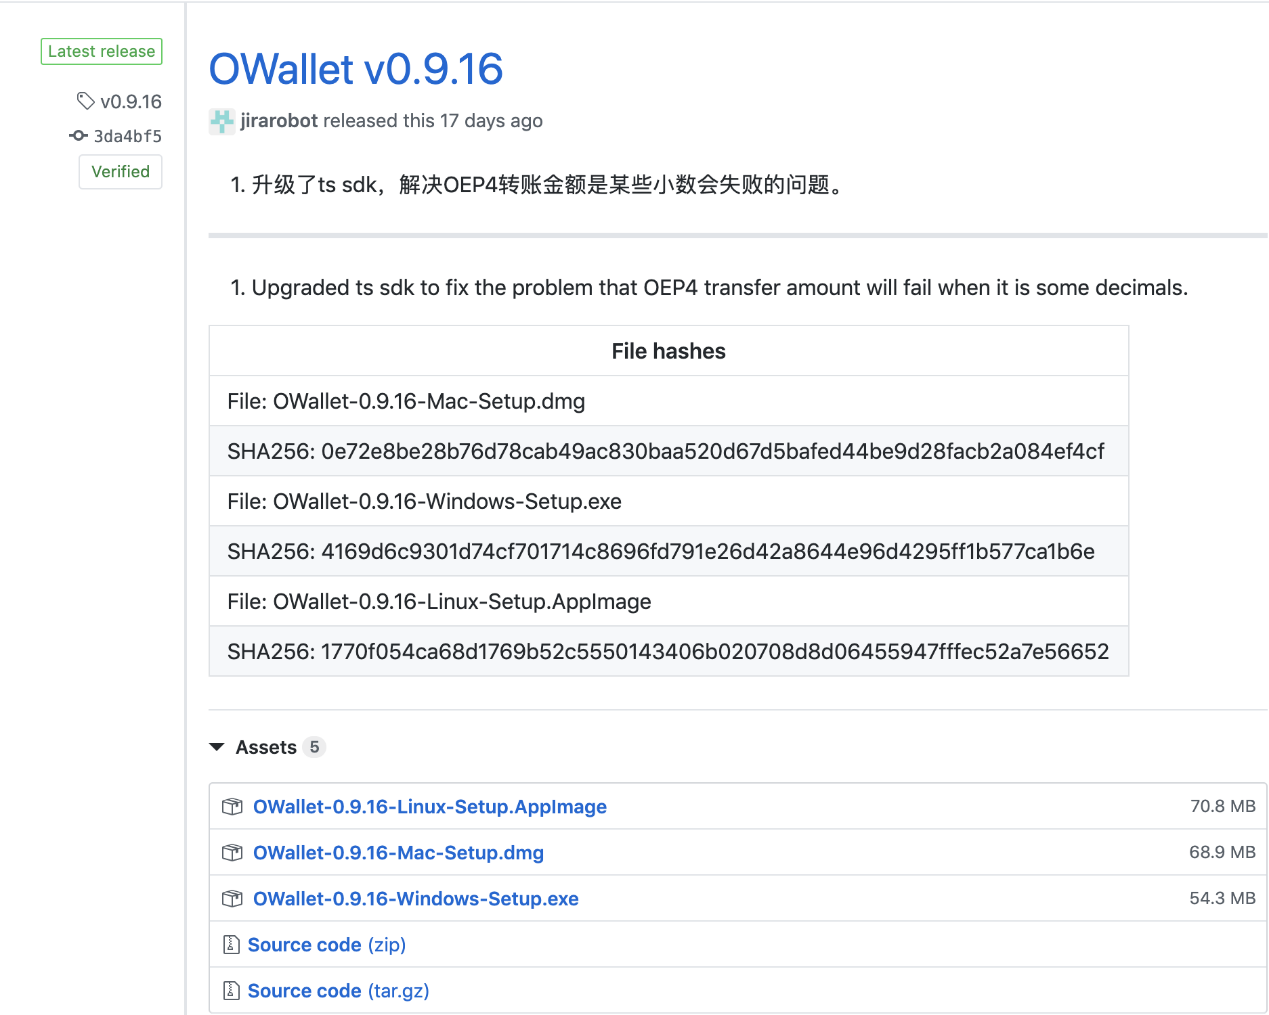 Latest release
v0.9.16
3da4bf5
Verified
OWallet v0.9.16
jirarobot released this 17 days ago
1. 升级了ts sdk，解决OEP4转账金额是某些小数会失败的问题。
1. Upgraded ts sdk to fix the problem that OEP4 transfer amount will fail when it is some decimals.
File hashes
File: OWallet-0.9.16-Mac-Setup.dmg
SHA256: 0e72e8be28b76d78cab49ac830baa520d67d5bafed44be9d28facb2a084ef4cf
File: OWallet-0.9.16-Windows-Setup.exe
SHA256: 4169d6c9301d74cf701714c8696fd791e26d42a8644e96d4295ff1b577ca1b6e
File: OWallet-0.9.16-Linux-Setup.AppImage
SHA256: 1770f054ca68d1769b52c5550143406b020708d8d06455947fffec52a7e56652
Assets 5
OWallet-0.9.16-Linux-Setup.AppImage 70.8 MB
OWallet-0.9.16-Mac-Setup.dmg 68.9 MB
OWallet-0.9.16-Windows-Setup.exe 54.3 MB
Source code (zip)
Source code (tar.gz)